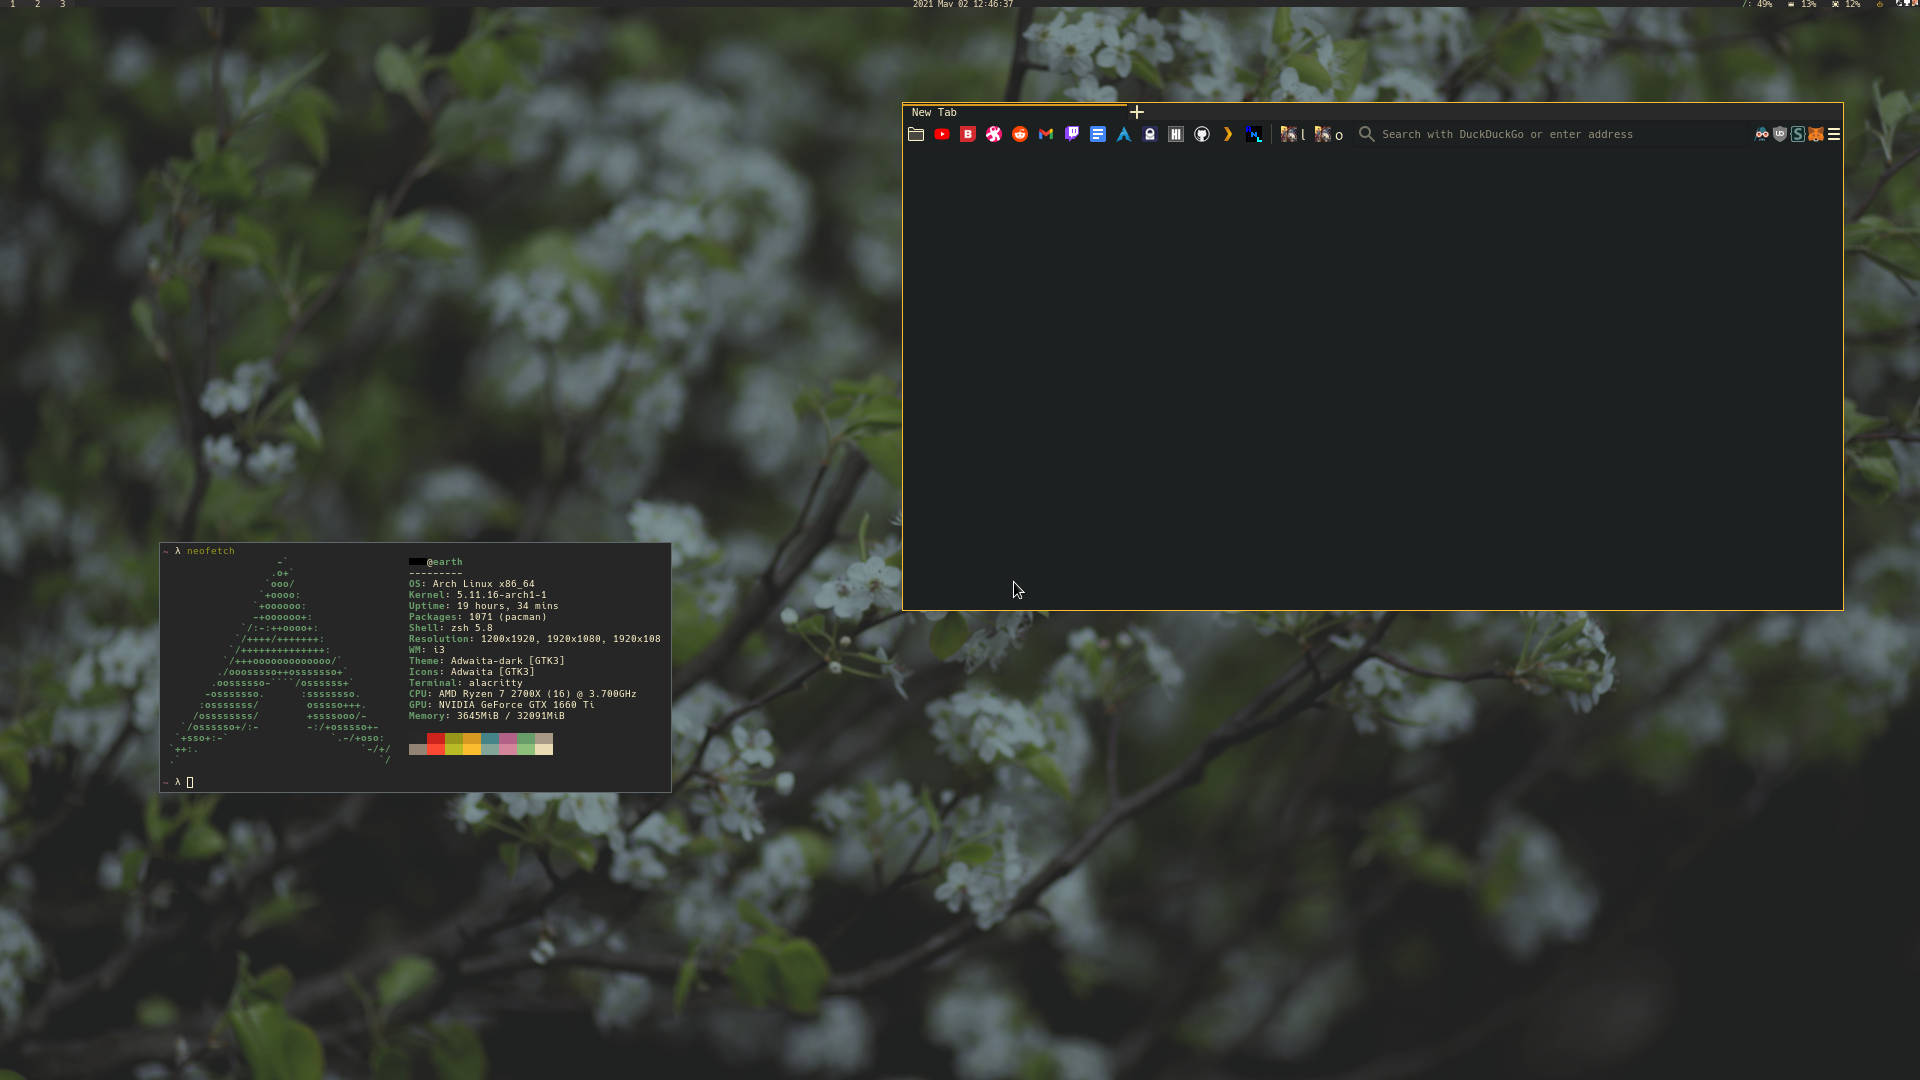 1 2 3
2021 May 02 12:46:37
/: 49% 13% 12%
New Tab
l o Search with DuckDuckGo or enter address
~ λ neofetch
@earth
---------
OS: Arch Linux x86_64
Kernel: 5.11.16-arch1-1
Uptime: 19 hours, 34 mins
Packages: 1071 (pacman)
Shell: zsh 5.8
Resolution: 1200x1920, 1920x1080, 1920x108
WM: i3
Theme: Adwaita-dark [GTK3]
Icons: Adwaita [GTK3]
Terminal: alacritty
CPU: AMD Ryzen 7 2700X (16) @ 3.700GHz
GPU: NVIDIA GeForce GTX 1660 Ti
Memory: 3645MiB / 32091MiB
~ λ